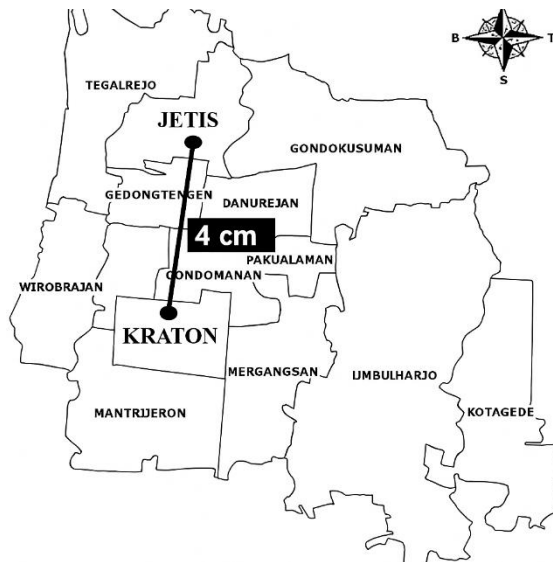 B
T
S
TEGALREJO
JETIS
GONDOKUSUMAN
GEDONGTENGEN
DANUREJAN
4 cm
PAKUALAMAN
GONDOMANAN
WIROBRAJAN
KRATON
MERGANGSAN
UMBULHARJO
MANTRIJERON
KOTAGEDE